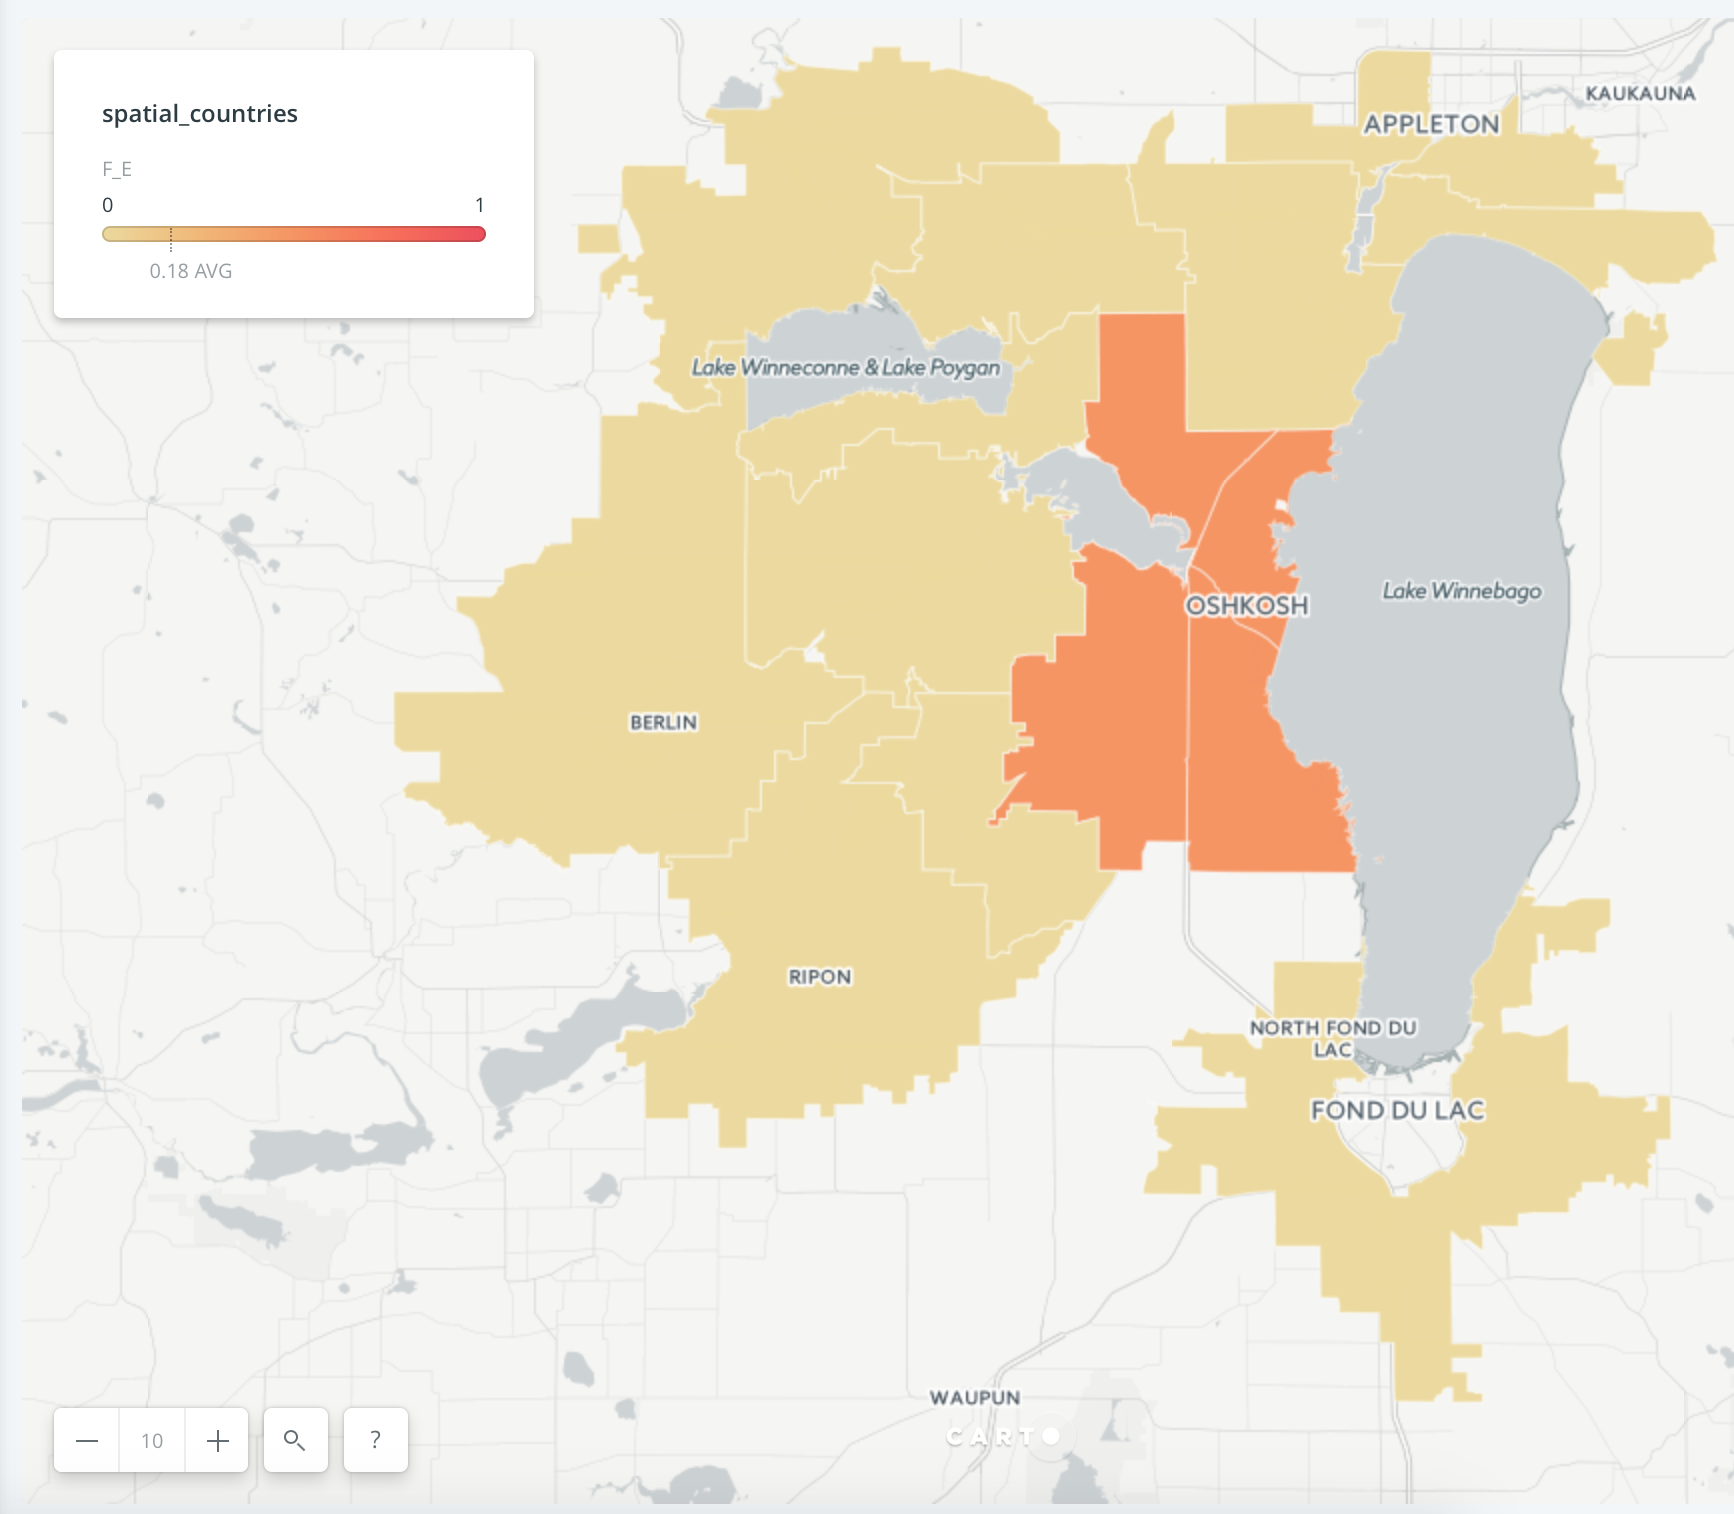 spatial_countries
F_E
0 1
0.18 AVG
KAUKAUNA
APPLETON
Lake Winneconne & Lake Poygan
Lake Winnebago
OSHKOSH
BERLIN
RIPON
NORTH FOND DU
LAC
FOND DU LAC
WAUPUN
CARTO
10
?